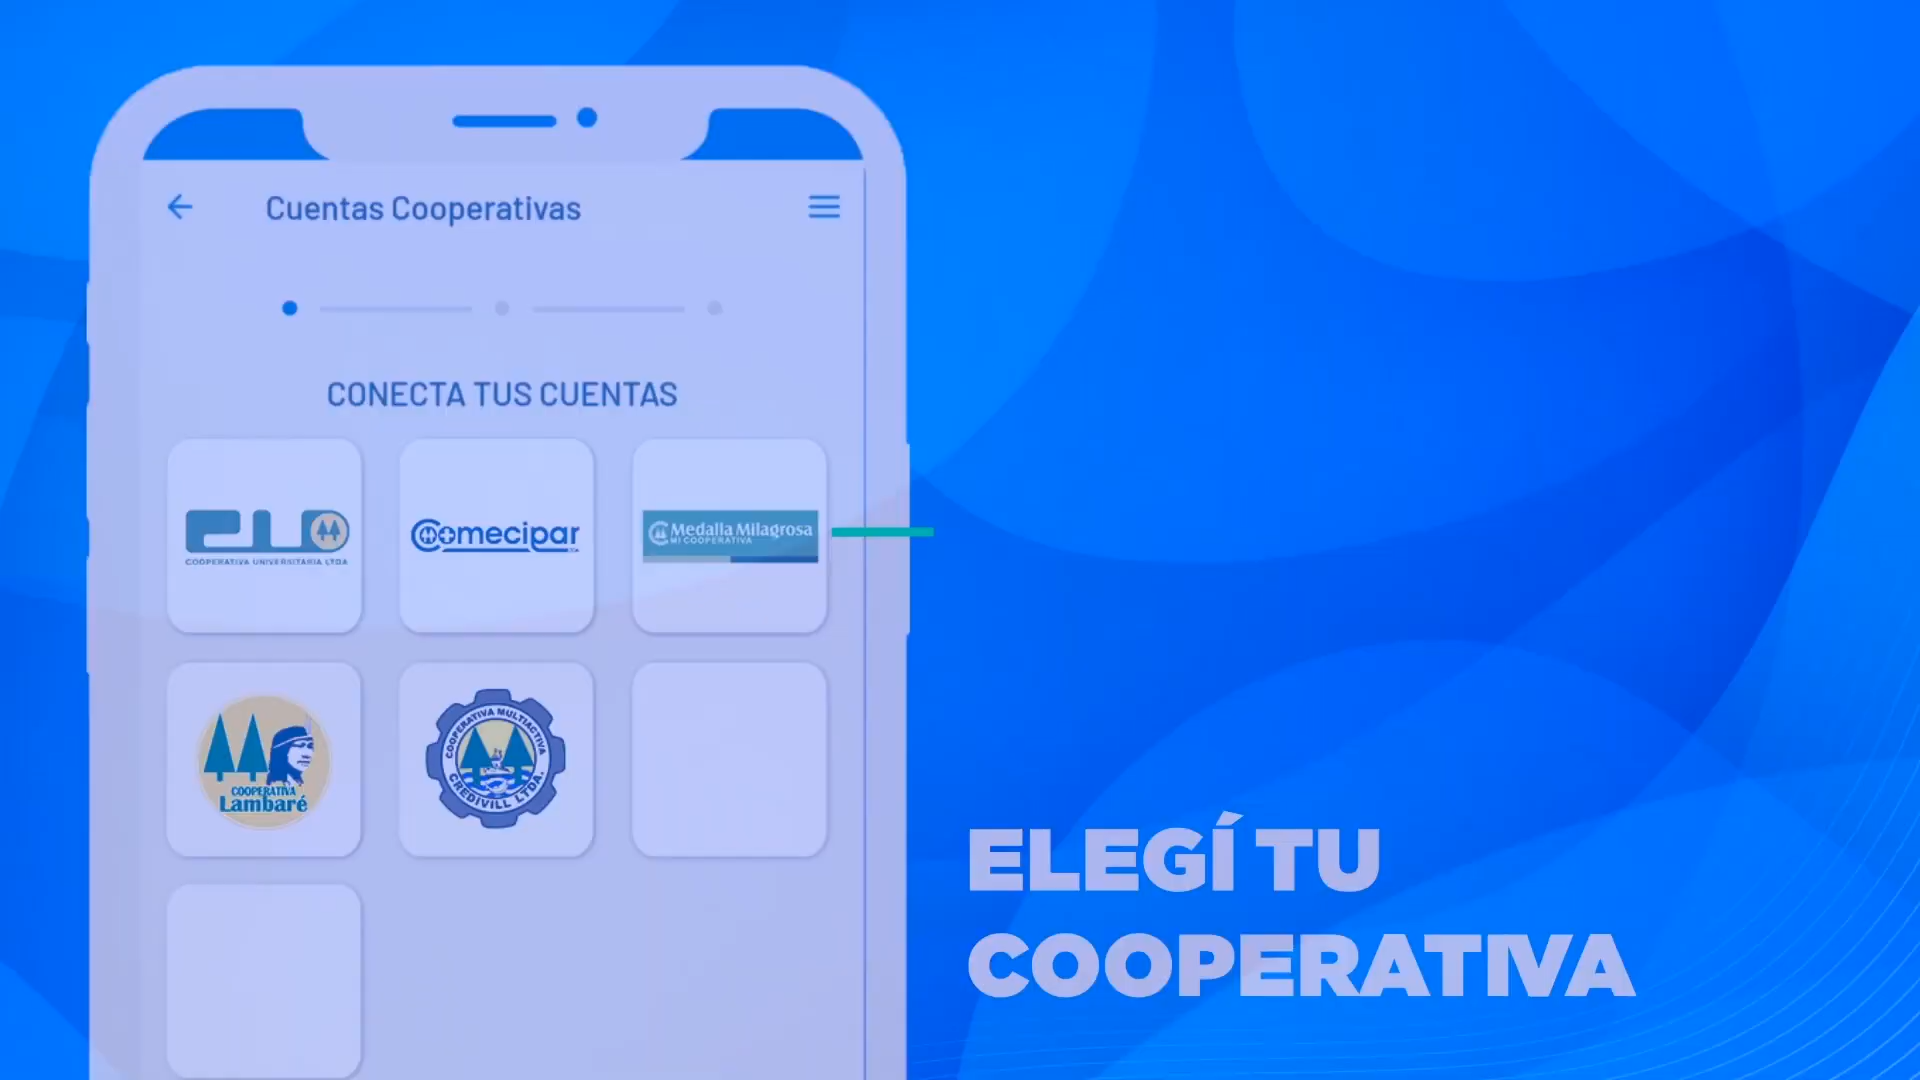 Cuentas Cooperativas
CONECTA TUS CUENTAS
COOPERATIVA UNIVERSITARIA LTDA
Comecipar
Medalla Milagrosa
MI COOPERATIVA
COOPERATIVA
Lambaré
COOPERATIVA MULTIACTIVA
CREDIVILL LTDA.
ELEGÍ TU
COOPERATIVA